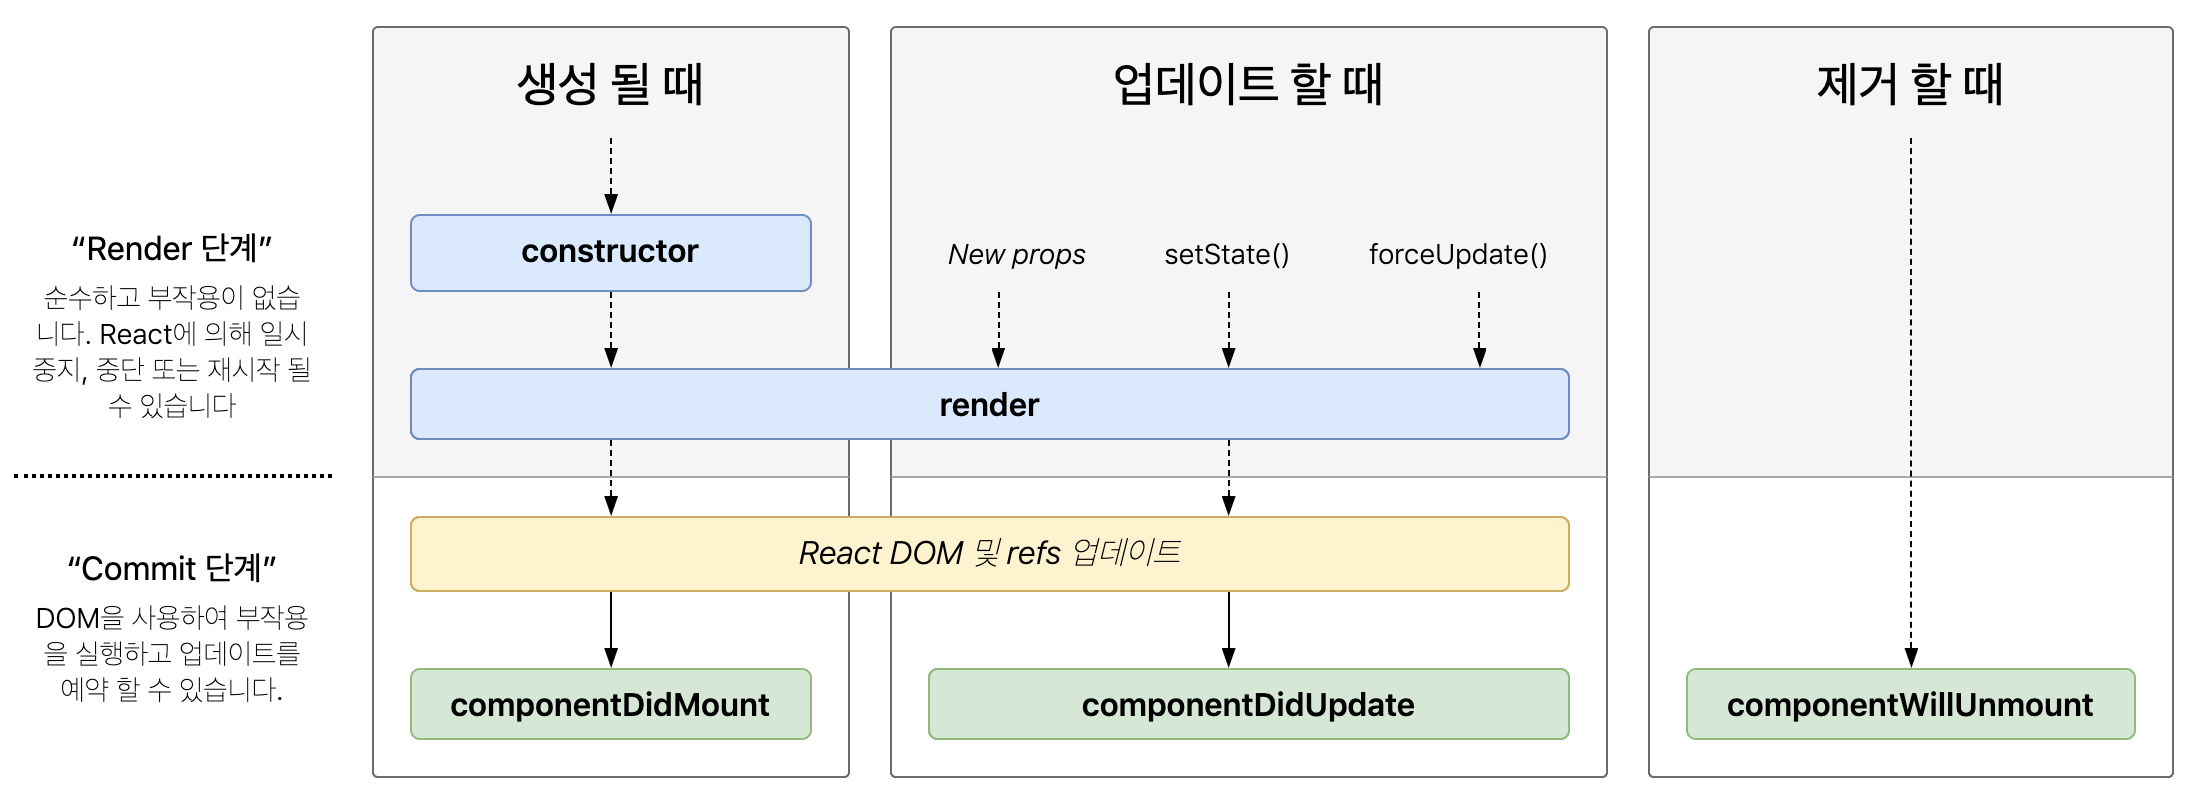 생성 될 때
업데이트 할 때
제거 할 때
“Render 단계”
순수하고 부작용이 없습
니다. React에 의해 일시
중지, 중단 또는 재시작 될
수 있습니다
constructor
New props
setState()
forceUpdate()
render
“Commit 단계”
DOM을 사용하여 부작용
을 실행하고 업데이트를
예약 할 수 있습니다.
React DOM 및 refs 업데이트
componentDidMount
componentDidUpdate
componentWillUnmount